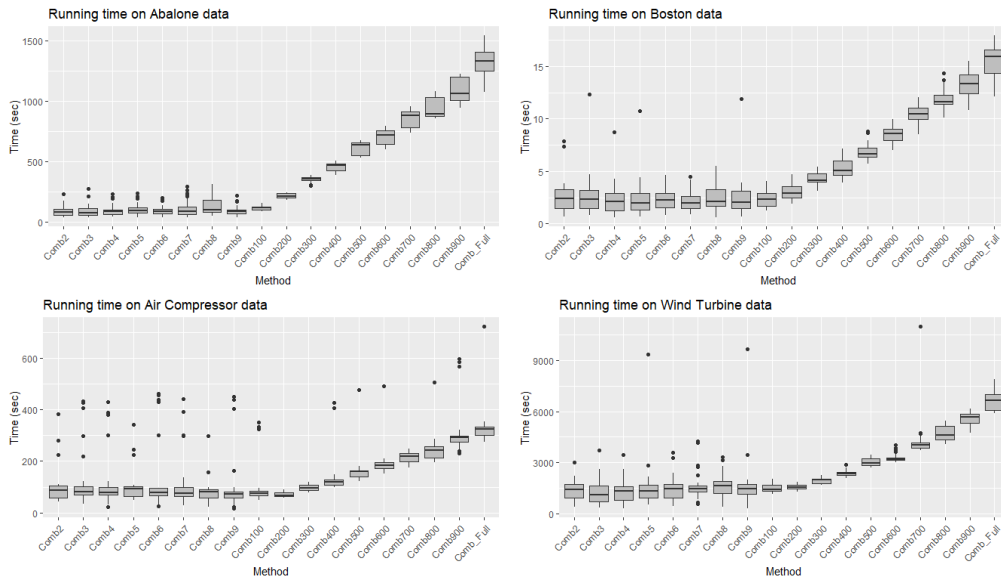 Running time on Abalone data
Time (sec)
1500
1000
500
0
Comb2
Comb3
Comb4
Comb5
Comb6
Comb7
Comb8
Comb9
Comb100
Comb200
Comb300
Comb400
Comb500
Comb600
Comb700
Comb800
Comb900
Comb_Full
Method
Running time on Boston data
Time (sec)
15
10
5
0
Comb2
Comb3
Comb4
Comb5
Comb6
Comb7
Comb8
Comb9
Comb100
Comb200
Comb300
Comb400
Comb500
Comb600
Comb700
Comb800
Comb900
Comb_Full
Method
Running time on Air Compressor data
Time (sec)
600
400
200
0
Comb2
Comb3
Comb4
Comb5
Comb6
Comb7
Comb8
Comb9
Comb100
Comb200
Comb300
Comb400
Comb500
Comb600
Comb700
Comb800
Comb900
Comb_Full
Method
Running time on Wind Turbine data
Time (sec)
9000
6000
3000
0
Comb2
Comb3
Comb4
Comb5
Comb6
Comb7
Comb8
Comb9
Comb100
Comb200
Comb300
Comb400
Comb500
Comb600
Comb700
Comb800
Comb900
Comb_Full
Method